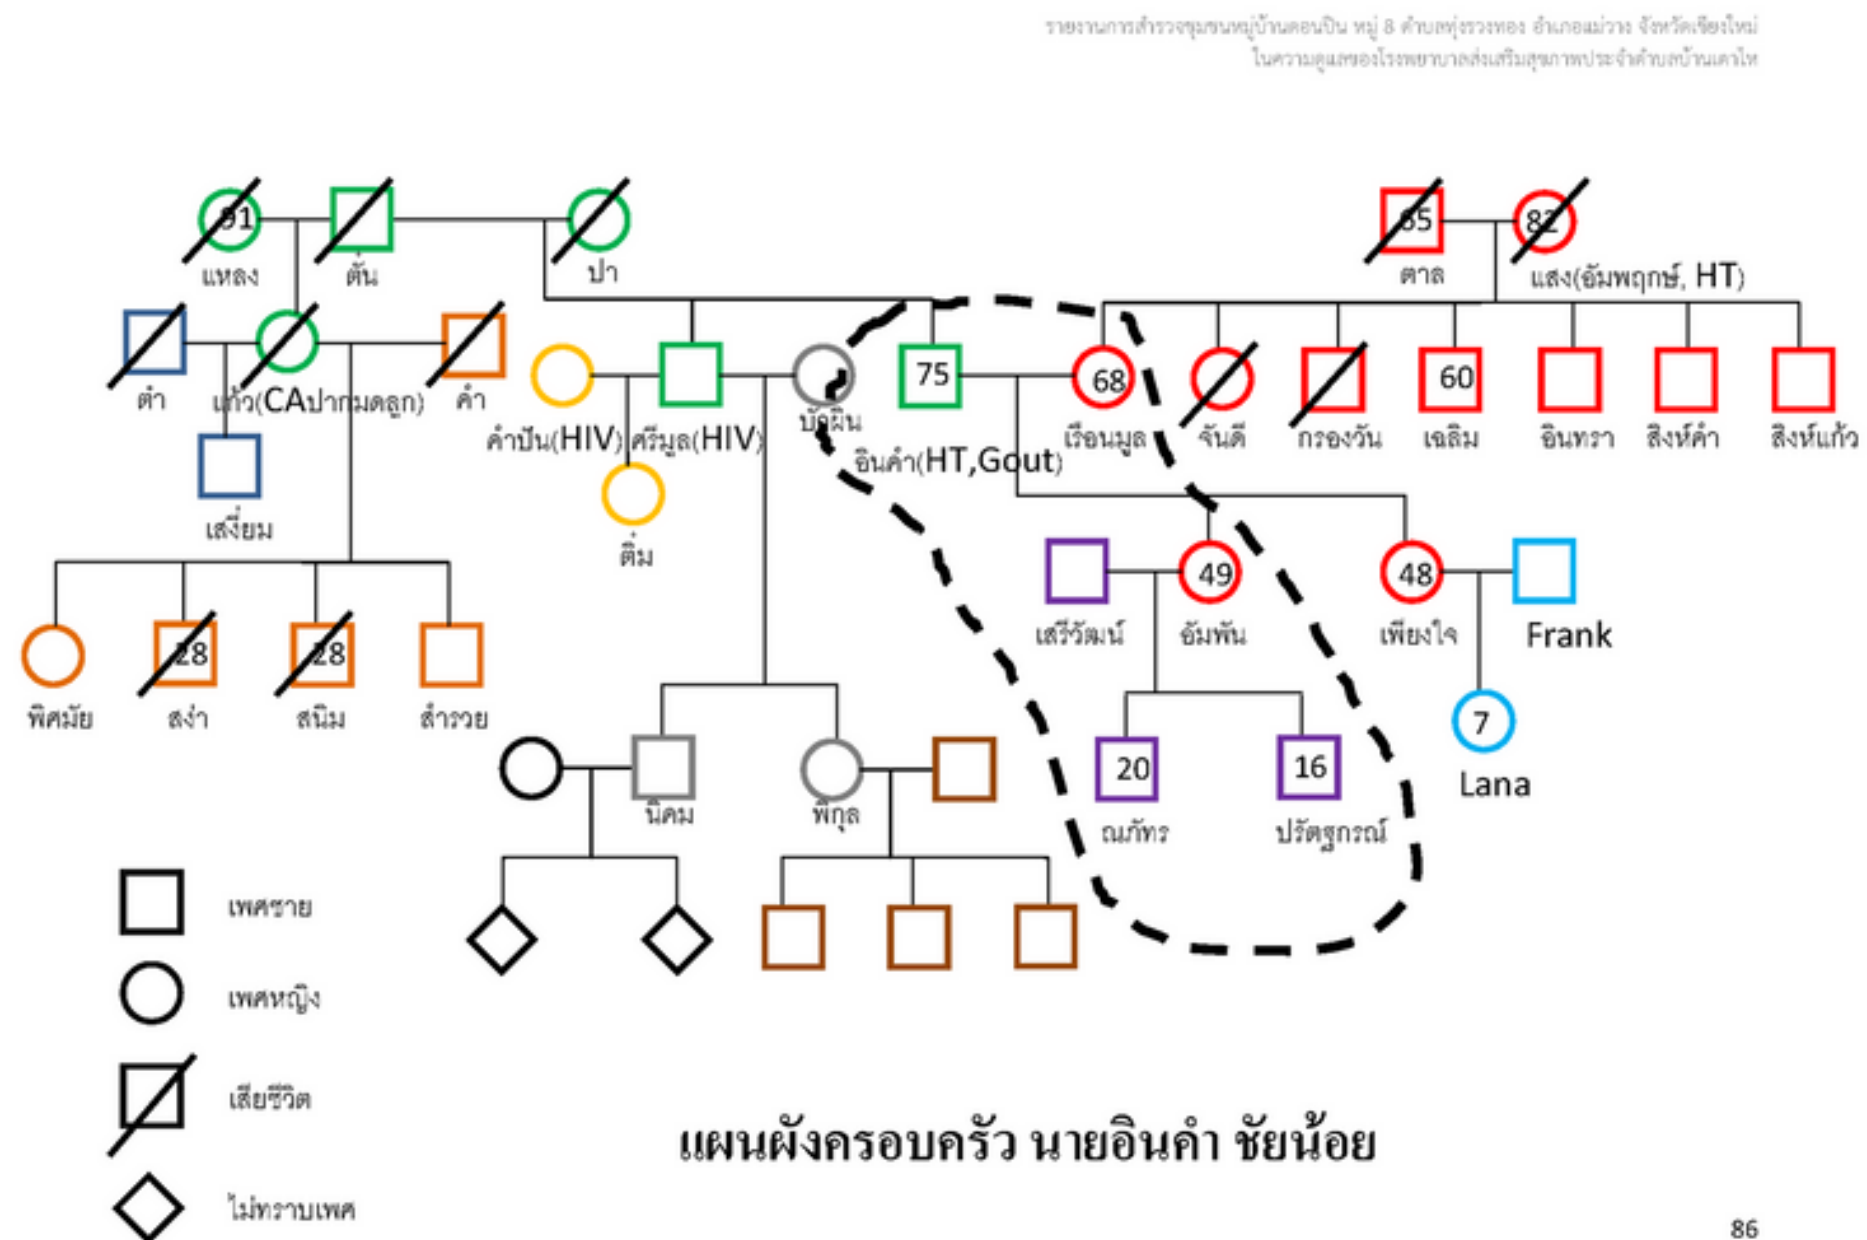 รายงานการสำรวจชุมชนหมู่บ้านดอนปิน หมู่ 8 ตำบลทุ่งรวงทอง อำเภอแม่วาง จังหวัดเชียงใหม่
ในความดูแลของโรงพยาบาลส่งเสริมสุขภาพประจำตำบลบ้านเดาไห
91
85
82
แหลง
ตั๋น
ปา
ตาล
แสง(อัมพฤกษ์, HT)
75
68
60
ตำ
แก้ว(CAปากมดลูก)
คำ
คำปัน(HIV)
ศรีมูล(HIV)
บัวผิน
อินคำ(HT,Gout)
เรือนมูล
จันดี
กรองวัน
เฉลิม
อินทรา
สิงห์คำ
สิงห์แก้ว
เสงี่ยม
ติ๋ม
49
48
เสรีวัฒน์
อัมพัน
เพียงใจ
Frank
28
28
พิศมัย
สง่า
สนิม
สำรวย
7
Lana
20
16
นิคม
พิกุล
ณภัทร
ปรัตฐกรณ์
เพศชาย
เพศหญิง
เสียชีวิต
ไม่ทราบเพศ
แผนผังครอบครัว นายอินคำ ชัยน้อย
86